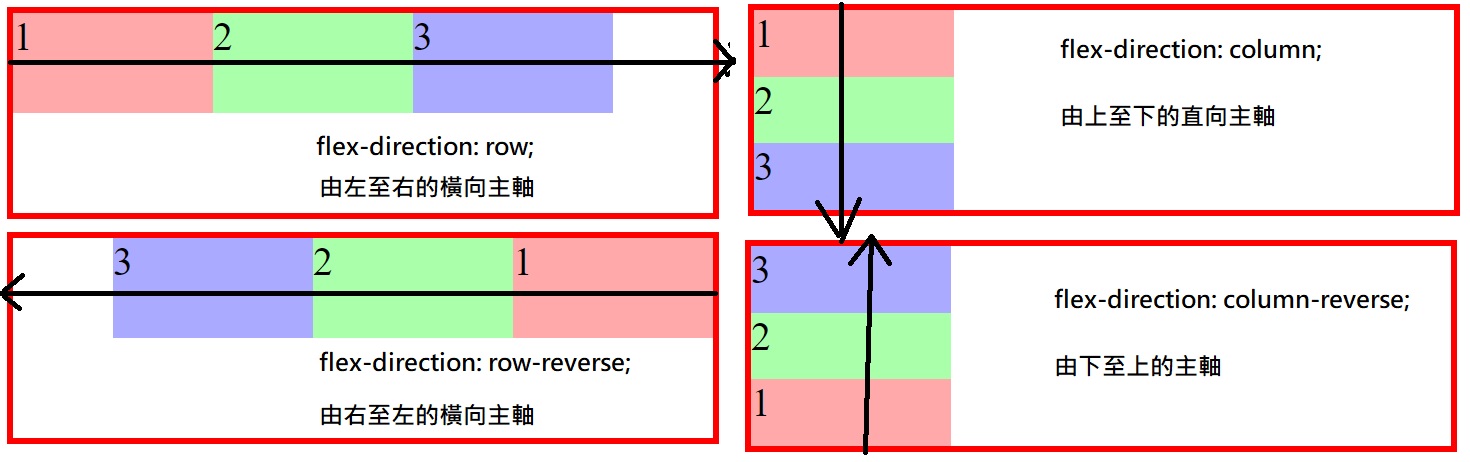 1 2 3
flex-direction: row;
由左至右的橫向主軸
1
2
3
flex-direction: column;
由上至下的直向主軸
3 2 1
flex-direction: row-reverse;
由右至左的橫向主軸
3
2
1
flex-direction: column-reverse;
由下至上的主軸